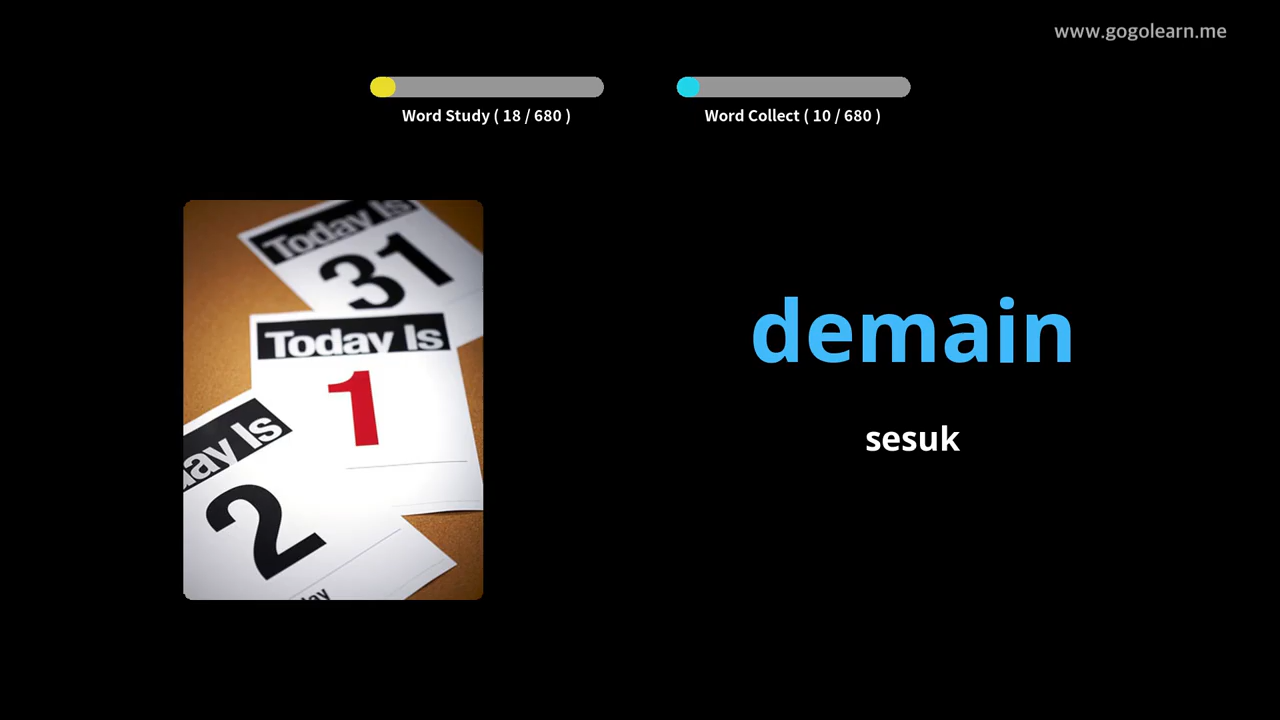 www.gogolearn.me
Word Study ( 18 / 680 )
Word Collect ( 10 / 680 )
Today Is
31
Today Is
1
ay Is
2
demain
sesuk